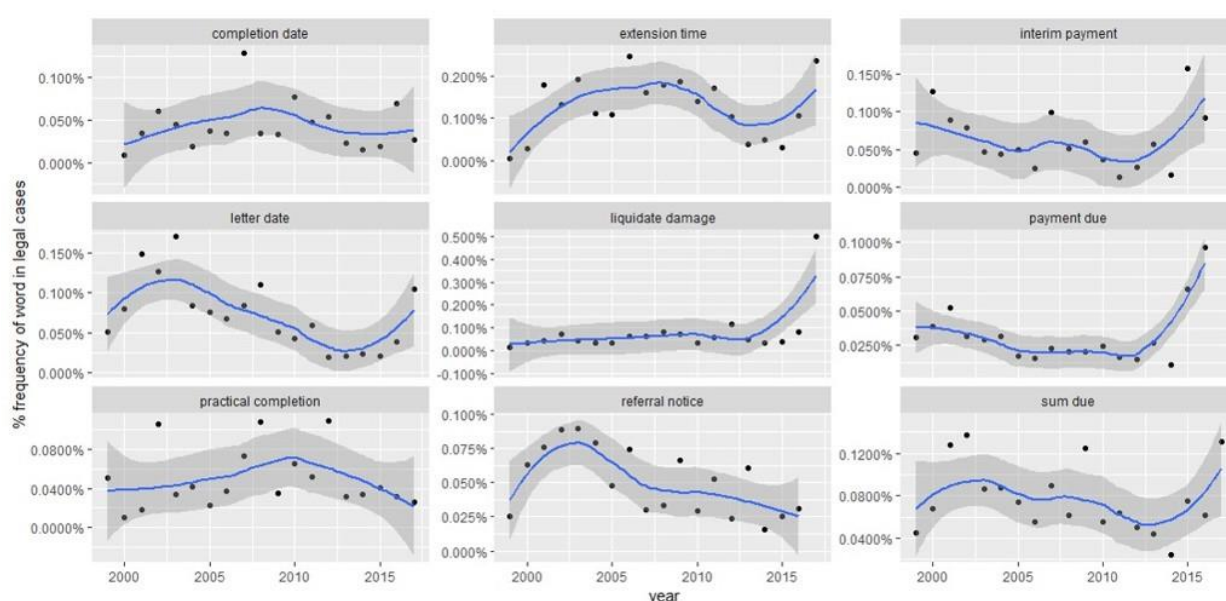 completion date
extension time
interim payment
0.100%
0.050%
0.000%
0.200%
0.100%
0.000%
0.150%
0.100%
0.050%
0.000%
letter date
liquidate damage
payment due
0.150%
0.100%
0.050%
0.000%
0.500%
0.400%
0.300%
0.200%
0.100%
0.000%
-0.100%
0.1000%
0.0750%
0.0500%
0.0250%
practical completion
referral notice
sum due
0.0800%
0.0400%
0.0000%
0.100%
0.075%
0.050%
0.025%
0.000%
0.1200%
0.0800%
0.0400%
2000 2005 2010 2015
2000 2005 2010 2015
2000 2005 2010 2015
year
% frequency of word in legal cases